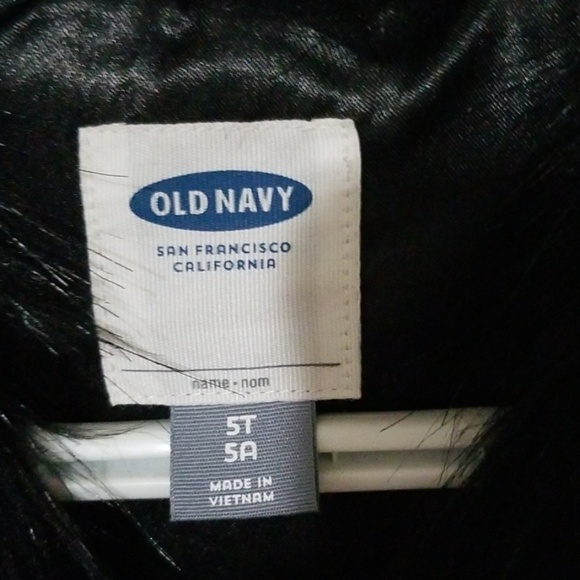 OLD NAVY
SAN FRANCISCO
CALIFORNIA
name • nom
5T
5A
MADE IN
VIETNAM